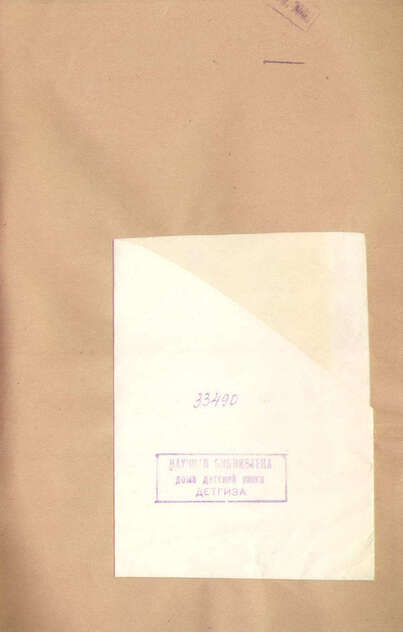 33490
НАУЧНАЯ БИБЛИОТЕКА
ДОМА ДЕТСКОЙ КНИГИ
ДЕТГИЗА